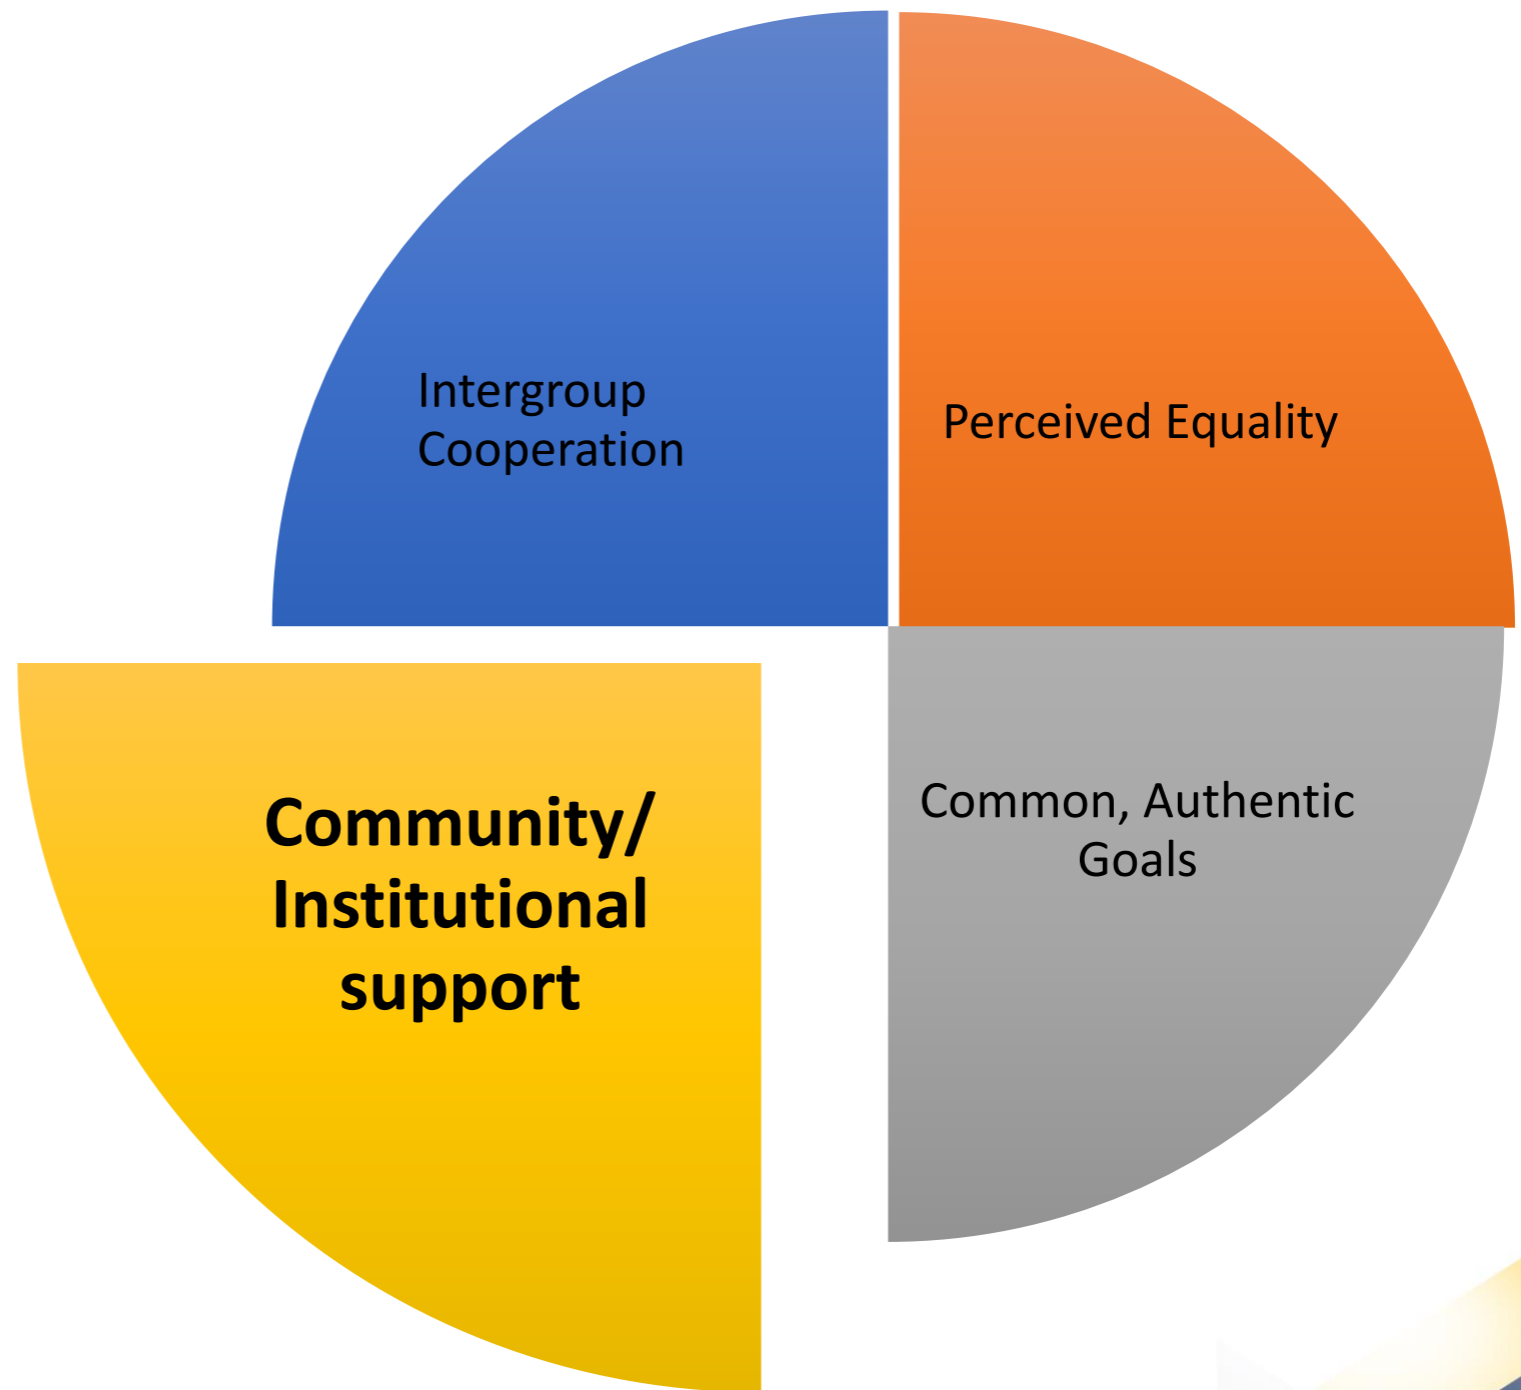 Intergroup
Cooperation
Perceived Equality
Common, Authentic
Goals
Community/
Institutional
support